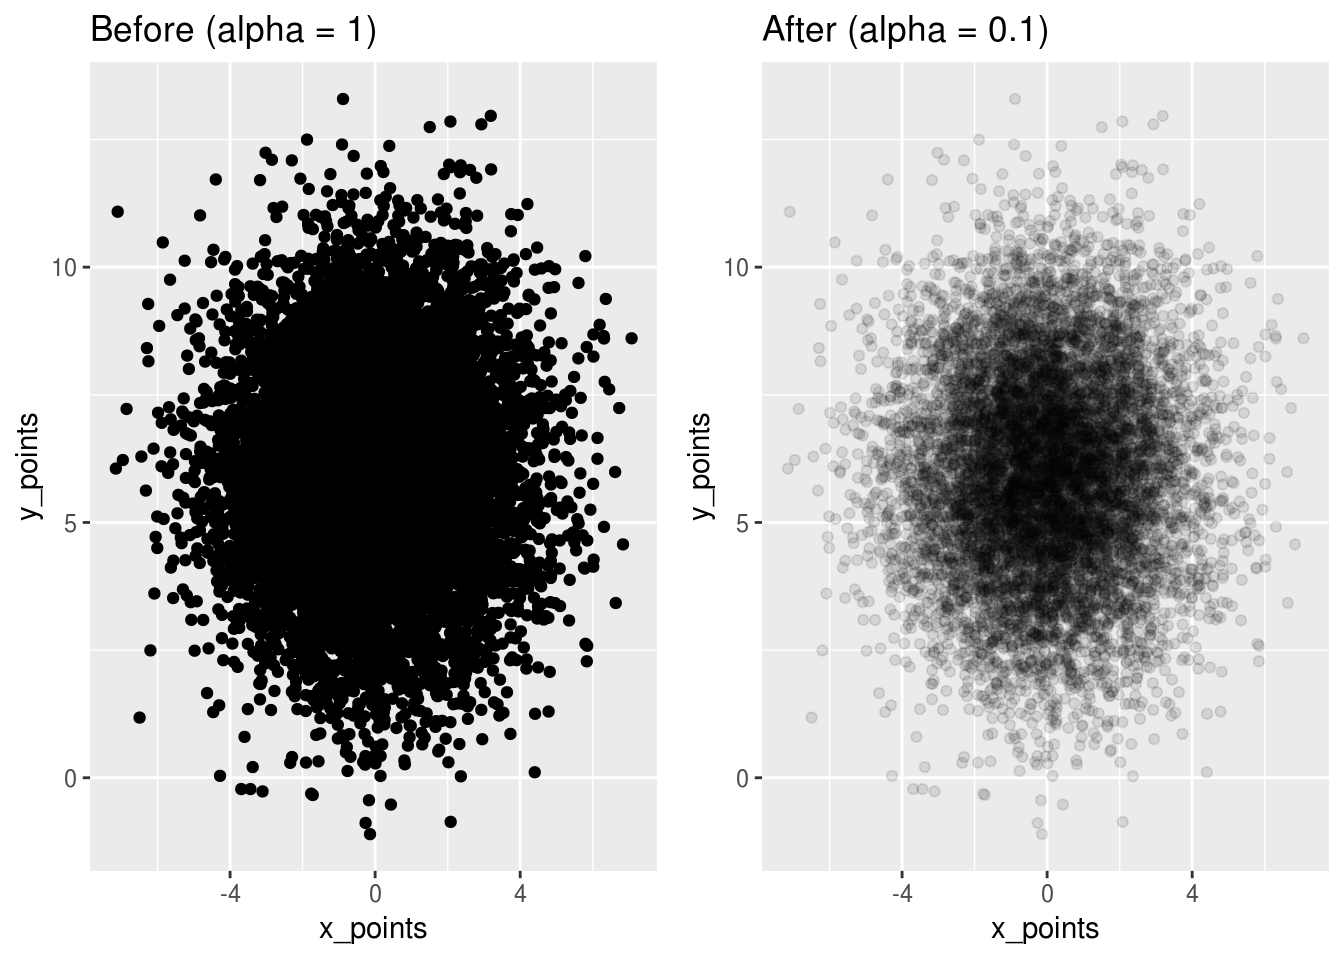 Before (alpha = 1)
y_points
10
5
0
-4 0 4
x_points
After (alpha = 0.1)
y_points
10
5
0
-4 0 4
x_points